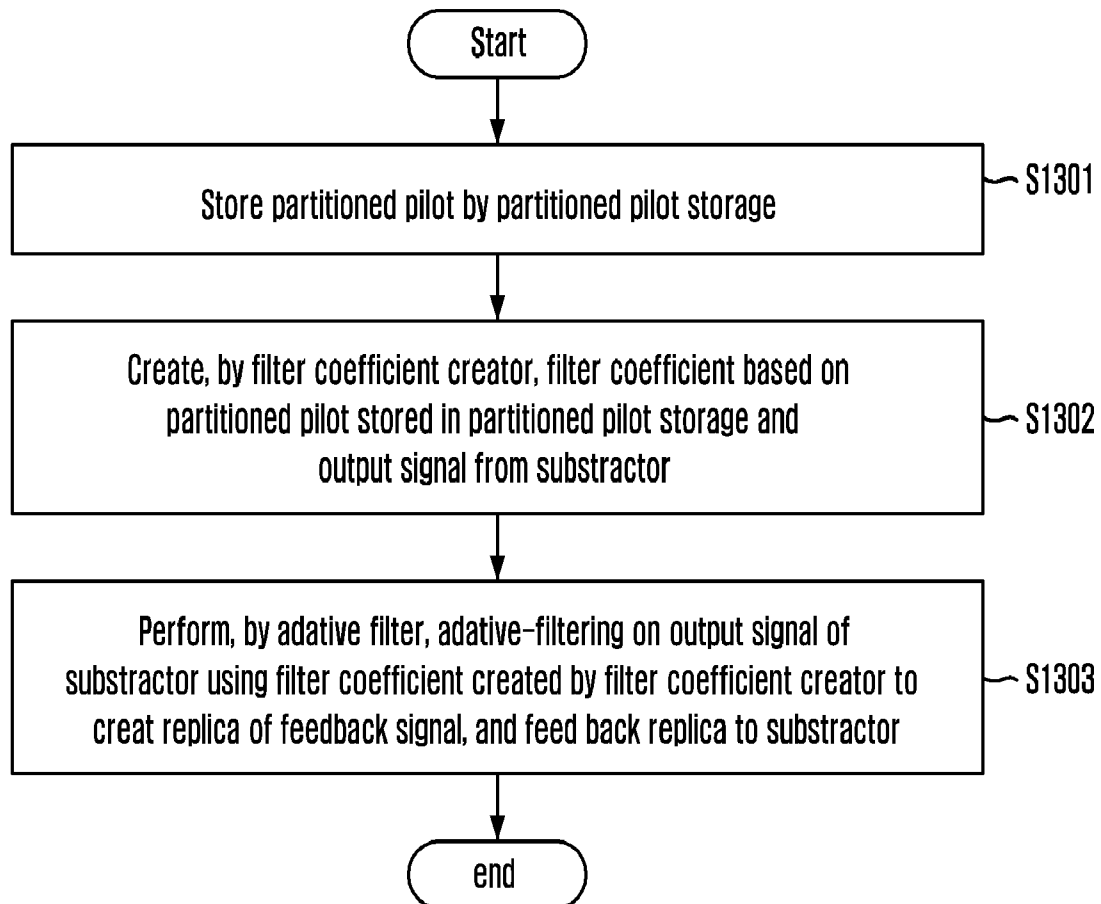 Start
Store partitioned pilot by partitioned pilot storage
S1301
Create, by filter coefficient creator, filter coefficient based on
partitioned pilot stored in partitioned pilot storage and
output signal from substractor
S1302
Perform, by adative filter, adative-filtering on output signal of
substractor using filter coefficient created by filter coefficient creator to
creat replica of feedback signal, and feed back replica to substractor
S1303
end